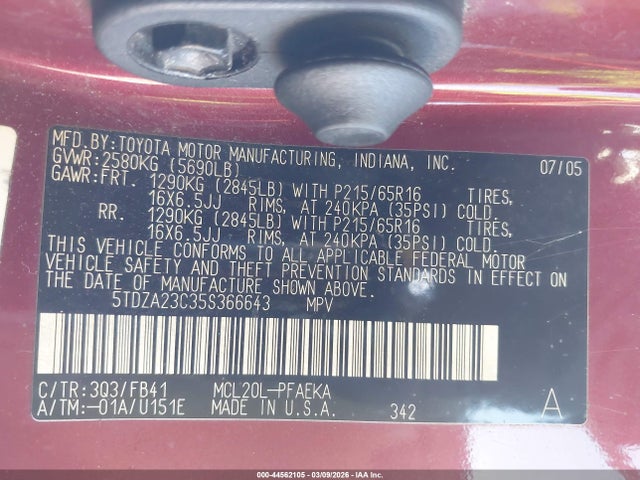 MFD. BY: TOYOTA MOTOR MANUFACTURING, INDIANA, INC. 07/05
GVWR: 2580KG (5690LB)
GAWR: FRT. 1290KG (2845LB) WITH P215/65R16 TIRES,
16X6.5JJ RIMS, AT 240KPA (35PSI) COLD.
RR. 1290KG (2845LB) WITH P215/65R16 TIRES,
16X6.5JJ RIMS, AT 240KPA (35PSI) COLD.
THIS VEHICLE CONFORMS TO ALL APPLICABLE FEDERAL MOTOR
VEHICLE SAFETY AND THEFT PREVENTION STANDARDS IN EFFECT ON
THE DATE OF MANUFACTURE SHOWN ABOVE.
5TDZA23C35S366643 MPV
C/TR: 3Q3/FB41 MCL20L-PFAEKA
A/TM:-01A/U151E MADE IN U.S.A. 342 A
000-44562105 - 03/09/2026 - IAAI Copyright